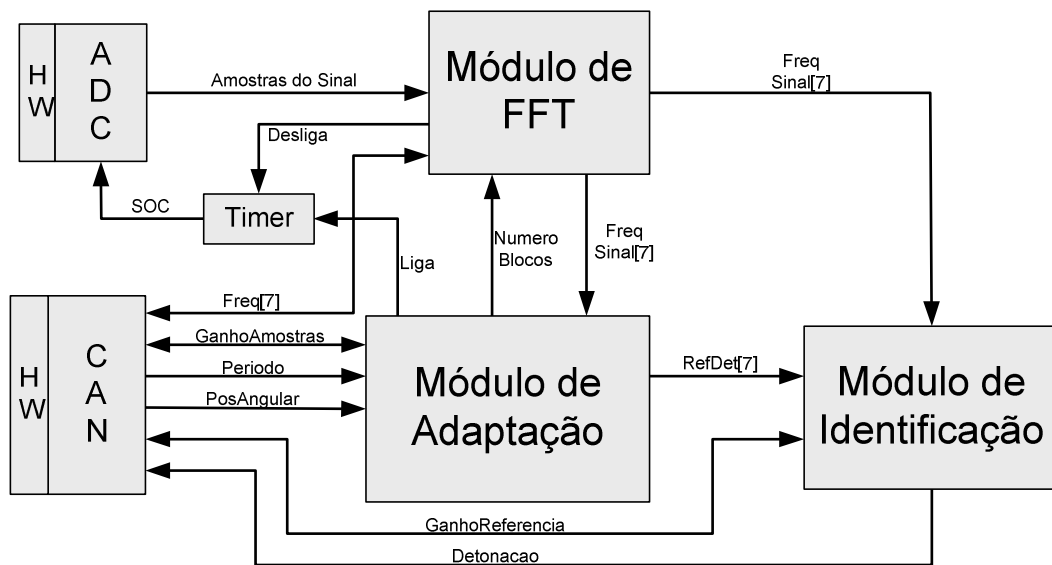 H
W
A
D
C
Amostras do Sinal
Módulo de
FFT
Freq
Sinal[7]
Desliga
SOC
Timer
Liga
Numero
Blocos
Freq
Sinal[7]
H
W
C
A
N
Freq[7]
GanhoAmostras
Periodo
PosAngular
Módulo de
Adaptação
RefDet[7]
Módulo de
Identificação
GanhoReferencia
Detonacao